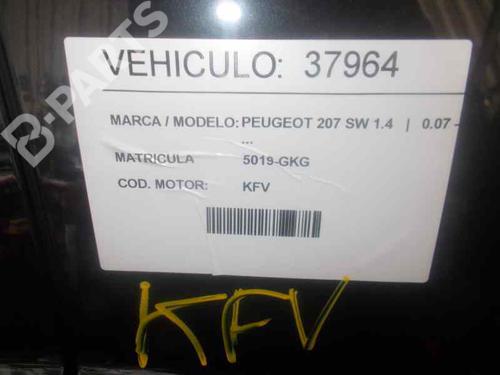 B-PARTS
VEHICULO: 37964
MARCA / MODELO: PEUGEOT 207 SW 1.4 | 0.07 -
...
MATRICULA 5019-GKG
COD. MOTOR: KFV
KFV